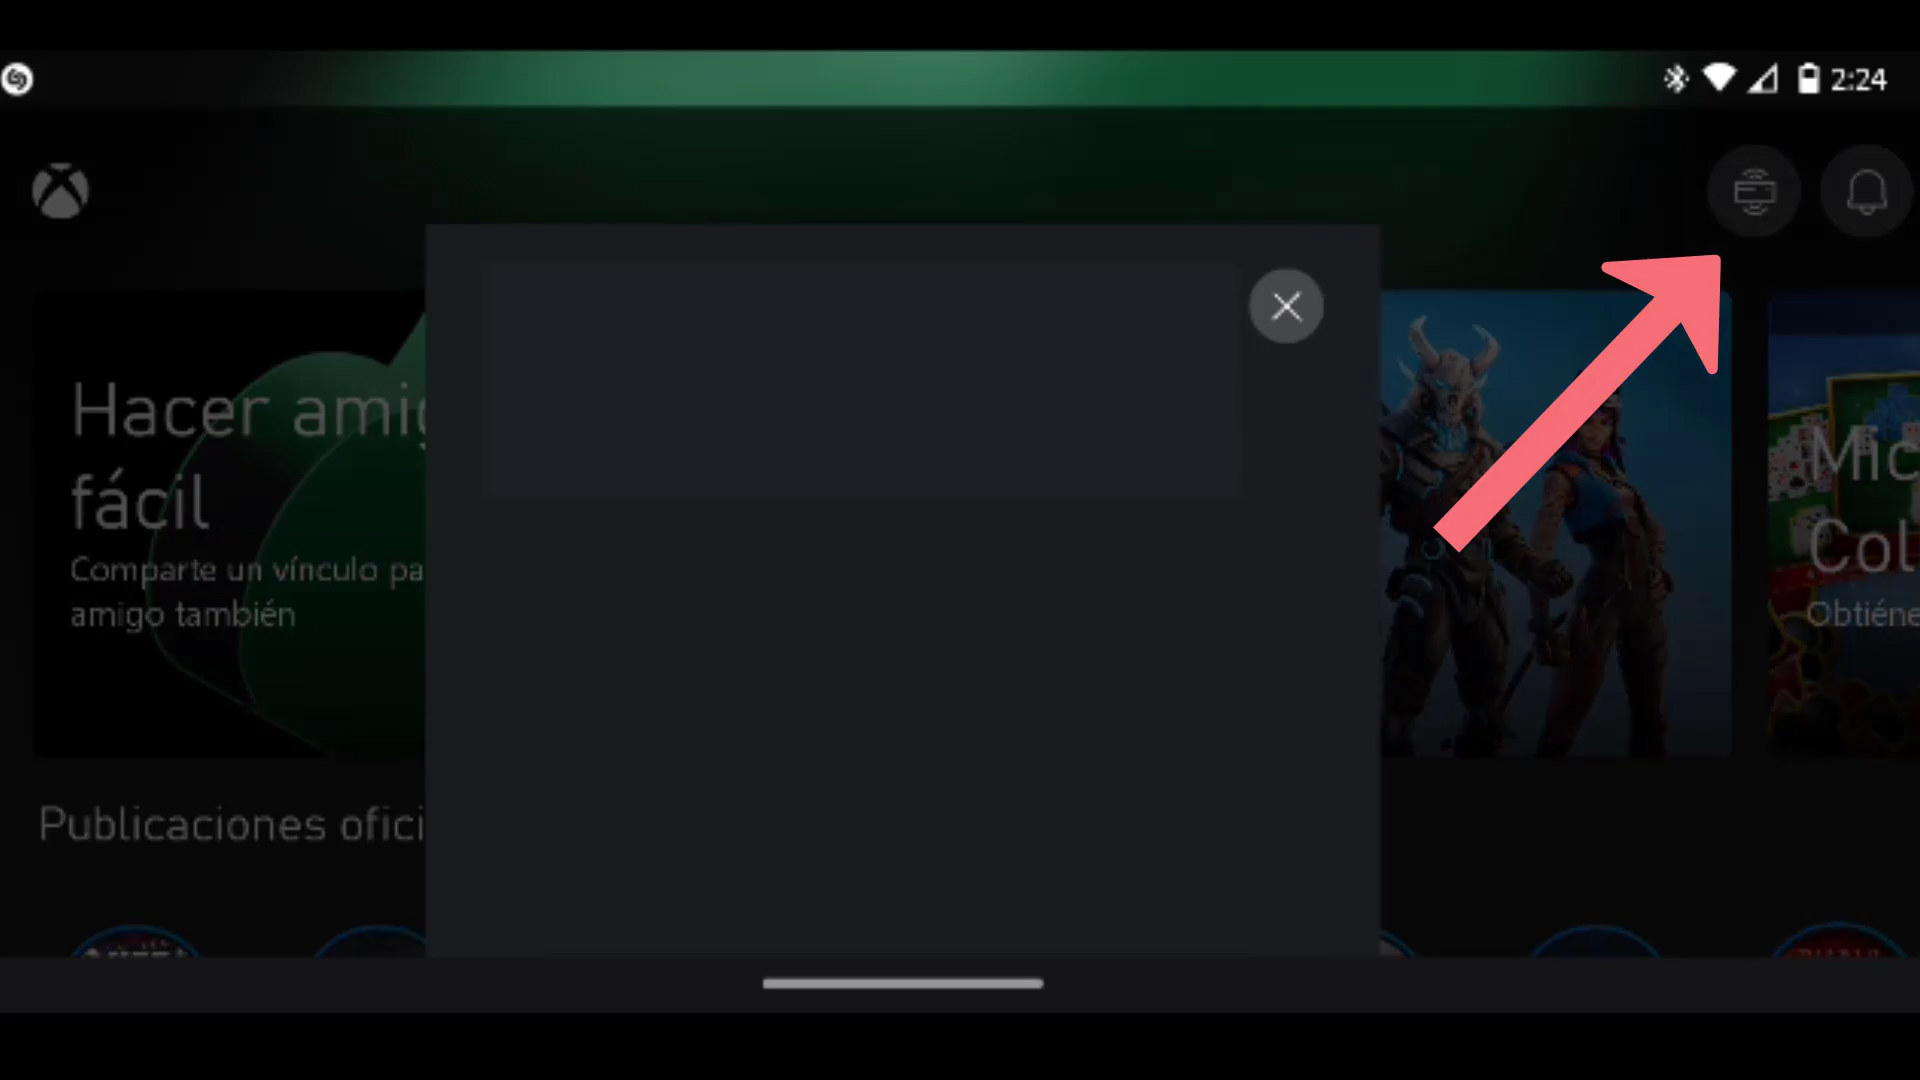 2:24
Hacer amig
fácil
Comparte un vínculo pa
amigo también
Mic
Col
Obtiéne
Publicaciones ofici